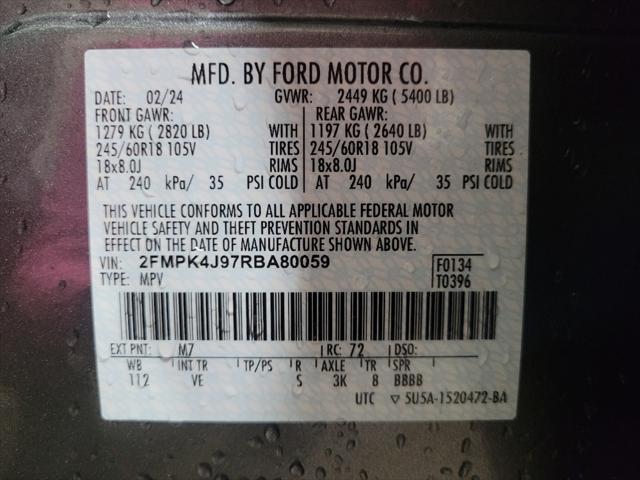 MFD. BY FORD MOTOR CO.
DATE: 02/24 GVWR: 2449 KG ( 5400 LB)
FRONT GAWR: REAR GAWR:
1279 KG ( 2820 LB) WITH 1197 KG ( 2640 LB) WITH
245/60R18 105V TIRES 245/60R18 105V TIRES
18x8.0J RIMS 18x8.0J RIMS
AT 240 kPa/ 35 PSI COLD AT 240 kPa/ 35 PSI COLD
THIS VEHICLE CONFORMS TO ALL APPLICABLE FEDERAL MOTOR
VEHICLE SAFETY AND THEFT PREVENTION STANDARDS IN
EFFECT ON THE DATE OF MANUFACTURE SHOWN ABOVE.
VIN: 2FMPK4J97RBA80059 F0134
TYPE: MPV T0396
EXT PNT: M7 RC: 72 DSO:
WB INT TR TP/PS R AXLE TR SPR
112 VE S 3K 8 BBBB
UTC ▽ 5U5A-1520472-BA